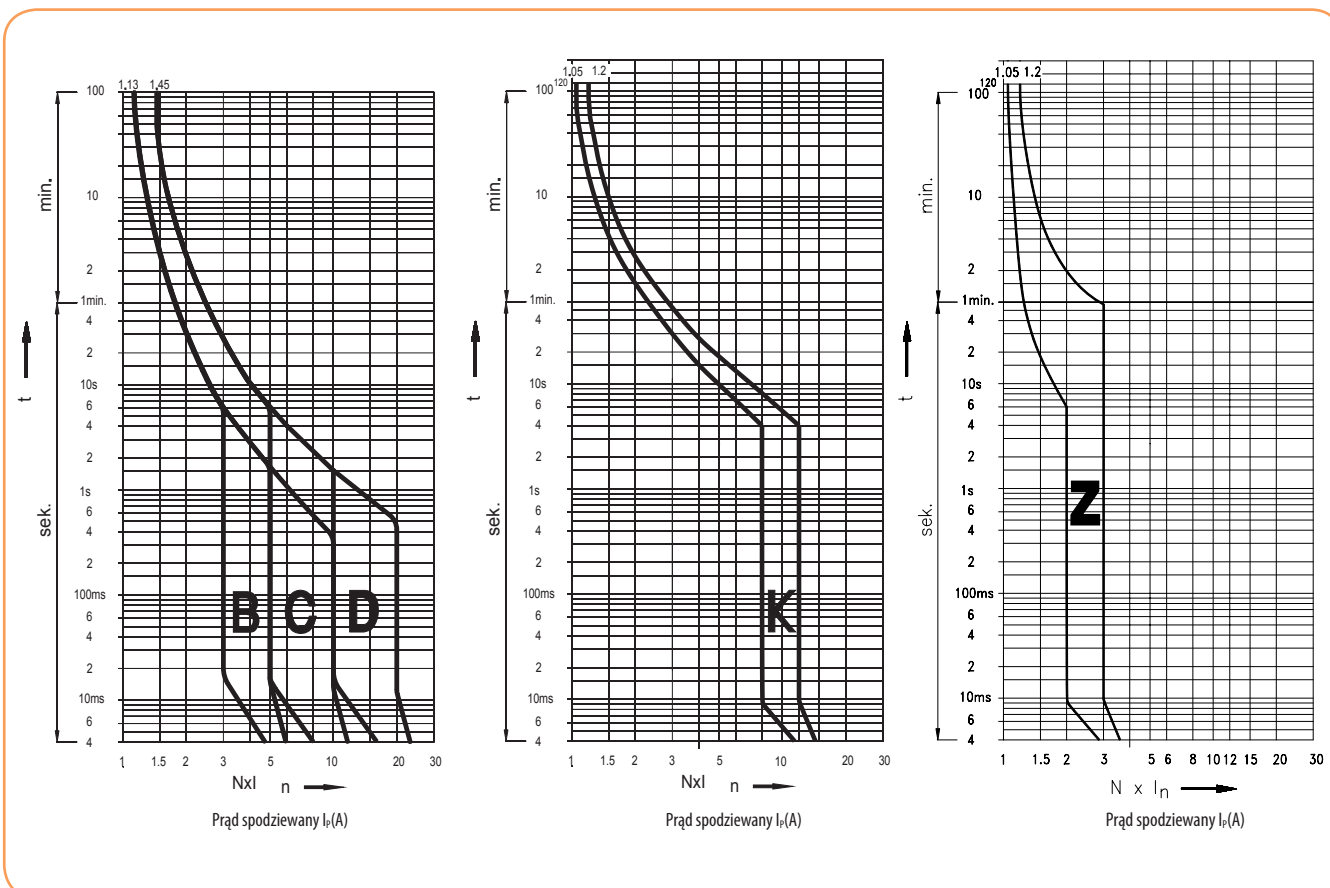 1.13 1.45
100
10
2
1min.
4
2
10s
6
4
2
1s
6
4
2
100ms
6
4
2
10ms
6
4
min.
t
sek.
B C D
1 1.5 2 3 5 10 20 30
NxI n
Prąd spodziewany Iₚ(A)
1.05 1.2
120
100
10
2
1min.
4
2
10s
6
4
2
1s
6
4
2
100ms
6
4
2
10ms
6
4
min.
t
sek.
K
1 1.5 2 3 5 10 20 30
NxI n
Prąd spodziewany Iₚ(A)
1.05 1.2
120
100
10
2
1min.
4
2
10s
6
4
2
1s
6
4
2
100ms
6
4
2
10ms
6
4
min.
t
sek.
Z
1 1.5 2 3 5 6 8 10 12 15 20 30
N x Iₙ
Prąd spodziewany Iₚ(A)